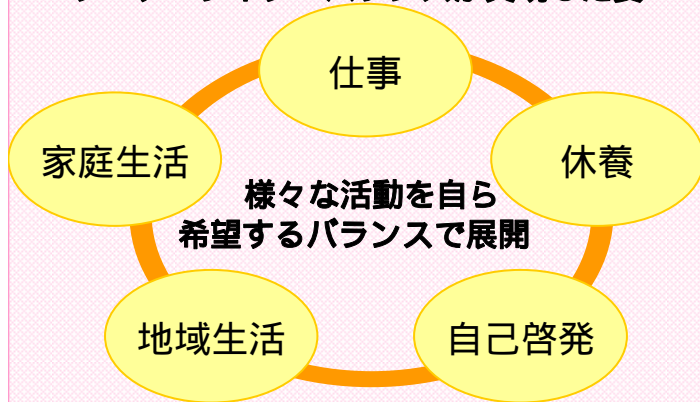 仕事
家庭生活
休養
様々な活動を自ら
希望するバランスで展開
地域生活
自己啓発